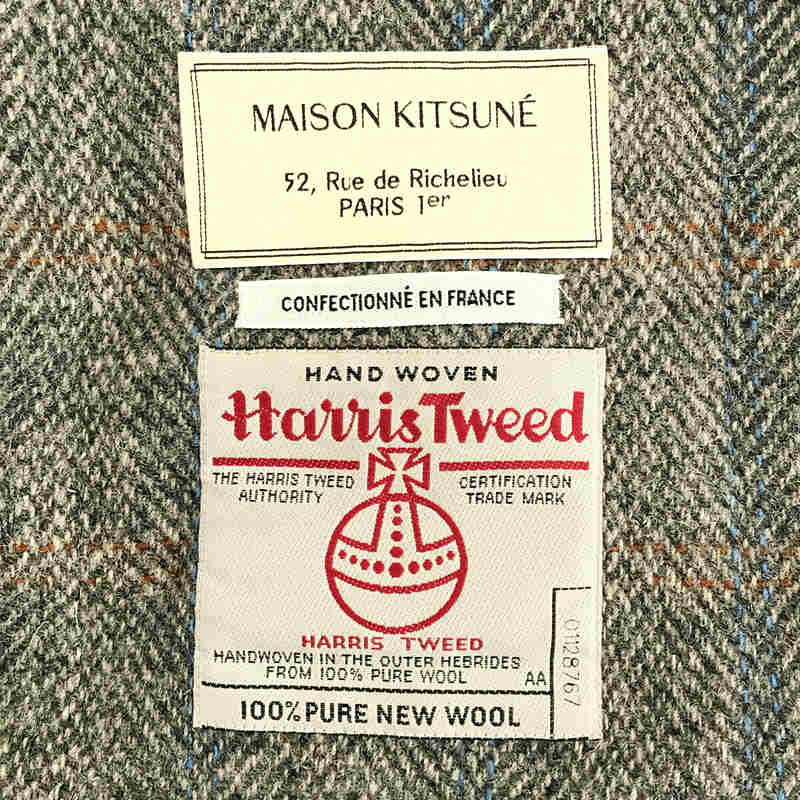 MAISON KITSUNÉ
52, Rue de Richelieu
PARIS 1er
CONFECTIONNÉ EN FRANCE
HAND WOVEN
Harris Tweed
THE HARRIS TWEED CERTIFICATION
AUTHORITY TRADE MARK
HARRIS TWEED
HANDWOVEN IN THE OUTER HEBRIDES
FROM 100% PURE WOOL AA
0128767
100% PURE NEW WOOL